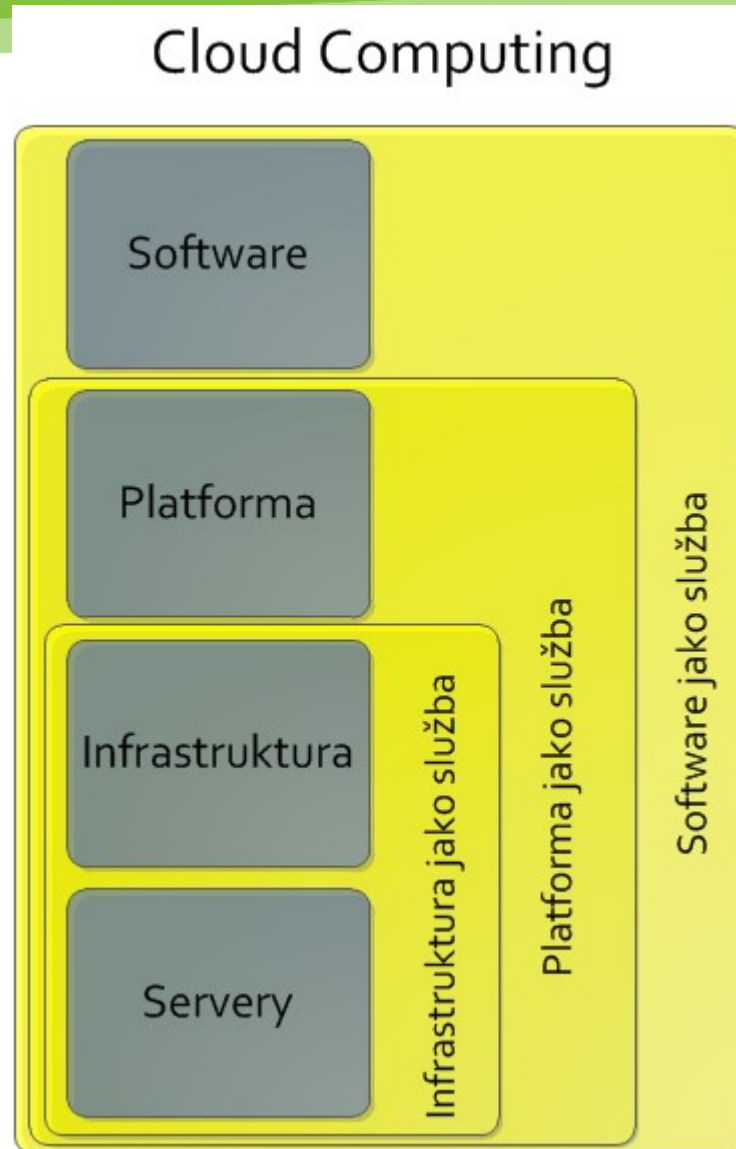 Cloud Computing
Software
Platforma
Infrastruktura
Servery
Infrastruktura jako služba
Platforma jako služba
Software jako služba